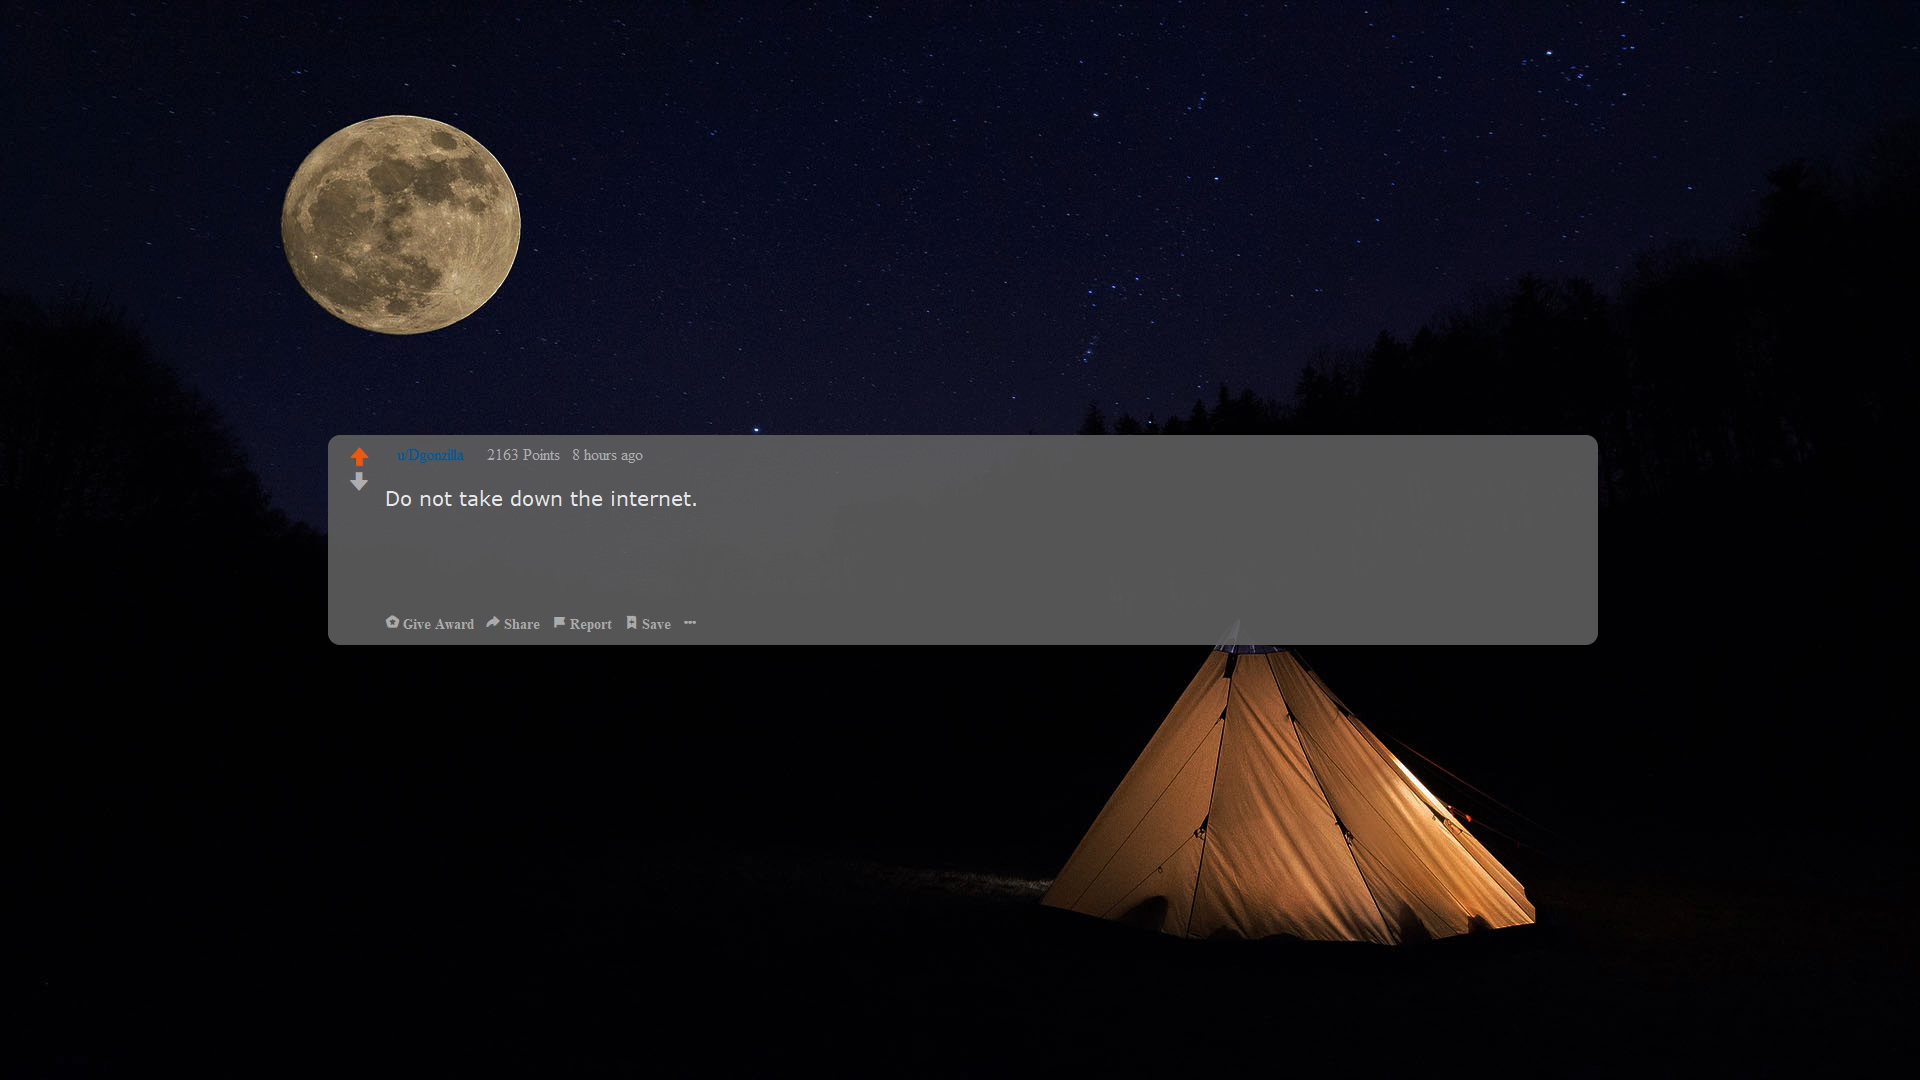 u/Dgonzilla 2163 Points 8 hours ago
Do not take down the internet.
Give Award Share Report Save ...